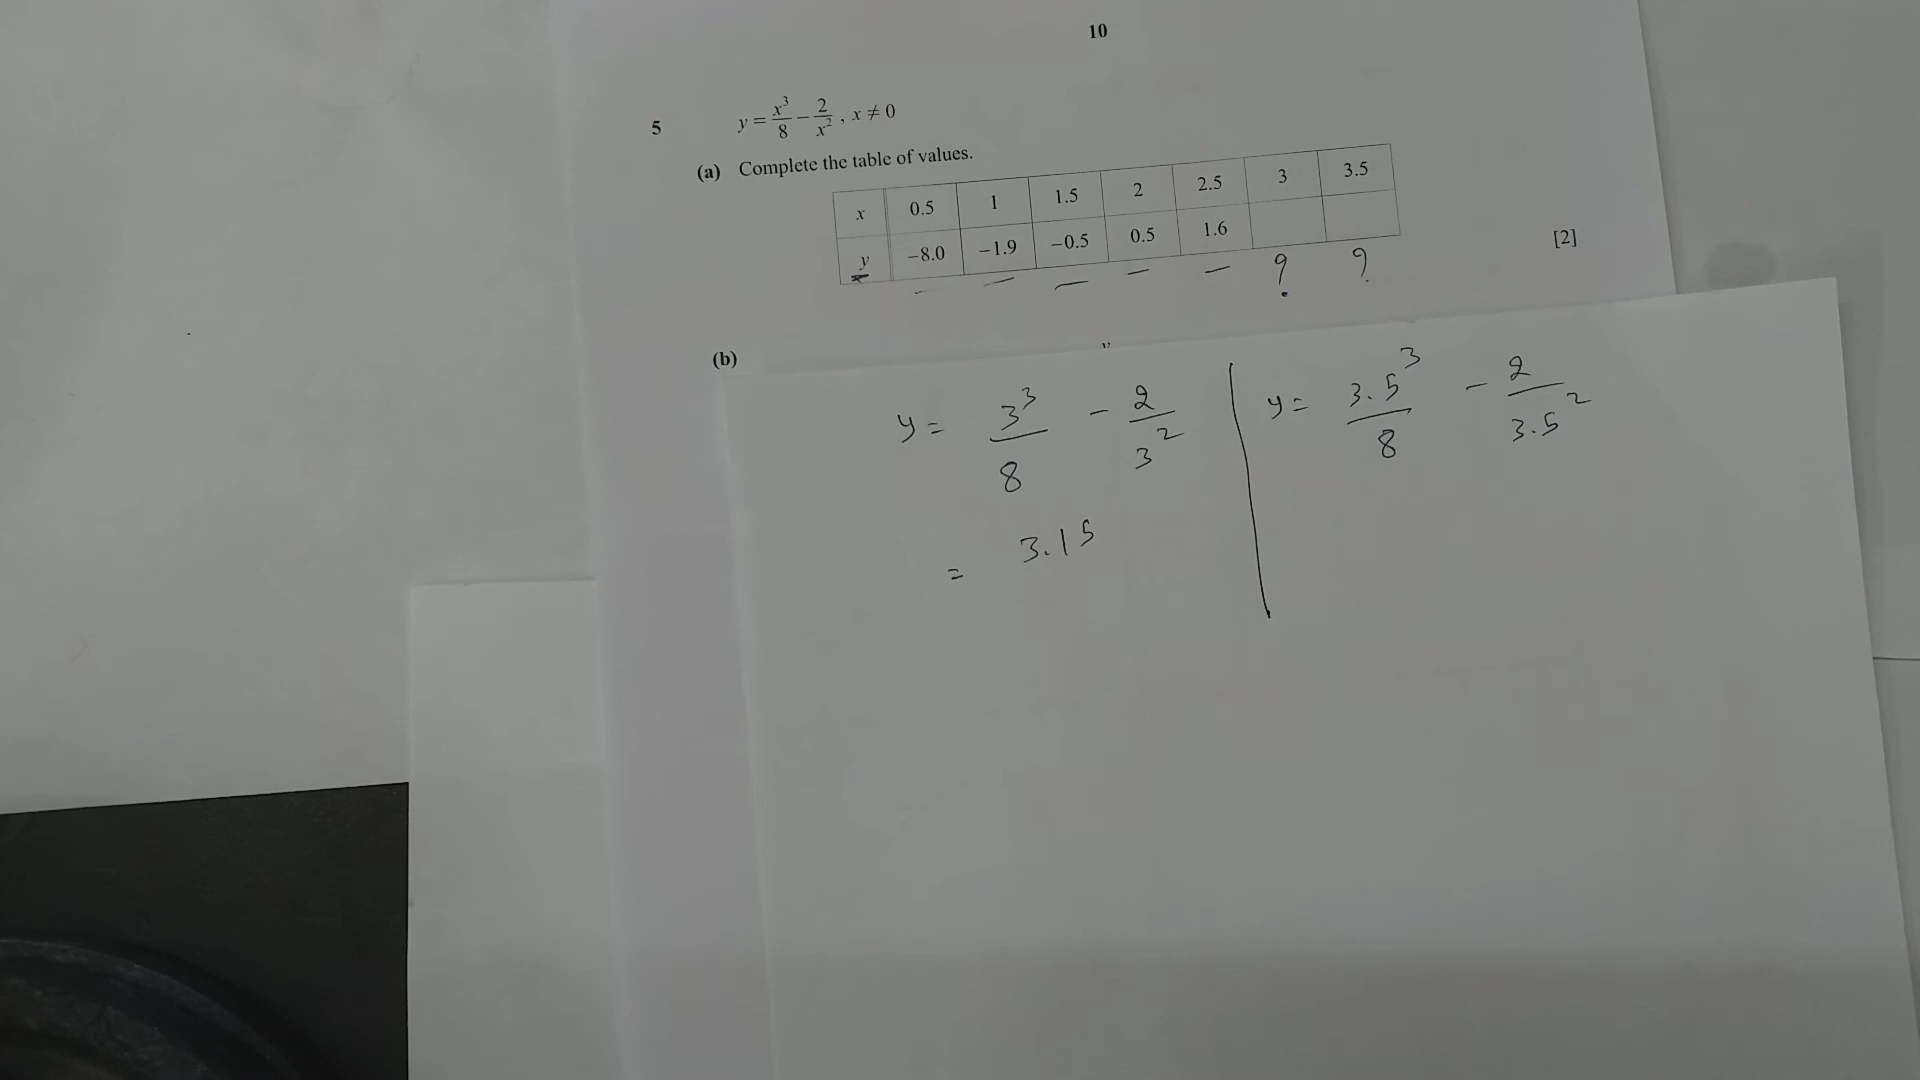 10
5 y = x³/8 − 2/x², x ≠ 0
(a) Complete the table of values.
x 0.5 1 1.5 2 2.5 3 3.5
y −8.0 −1.9 −0.5 0.5 1.6
? ?
[2]
(b)
y = 3³/8 − 2/3² | y = 3.5³/8 − 2/3.5²
= 3.15